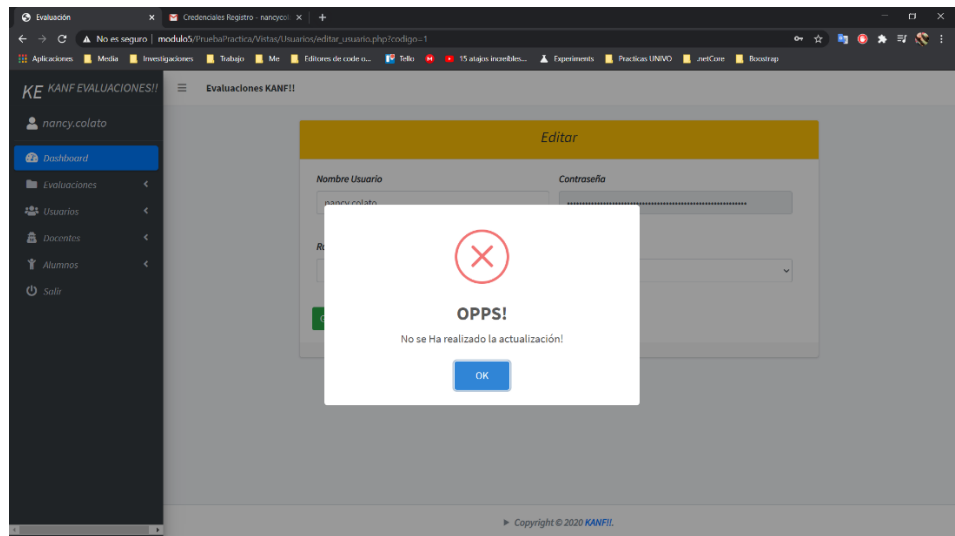 Evaluación
Credenciales Registro - nancycol
No es seguro | modulo5/PruebaPractica/Vistas/Usuarios/editar_usuario.php?codigo=1
Aplicaciones Media Investigaciones Trabajo Me Editores de code o... Tello 15 atajos increíbles... Experiments Practicas UNIVO .netCore Boostrap
KE KANF EVALUACIONES!!
Evaluaciones KANF!!
nancy.colato
Dashboard
Evaluaciones
Usuarios
Docentes
Alumnos
Salir
Editar
Nombre Usuario Contraseña
nancy.colato
OPPS!
No se Ha realizado la actualización!
OK
Copyright © 2020 KANF!!.